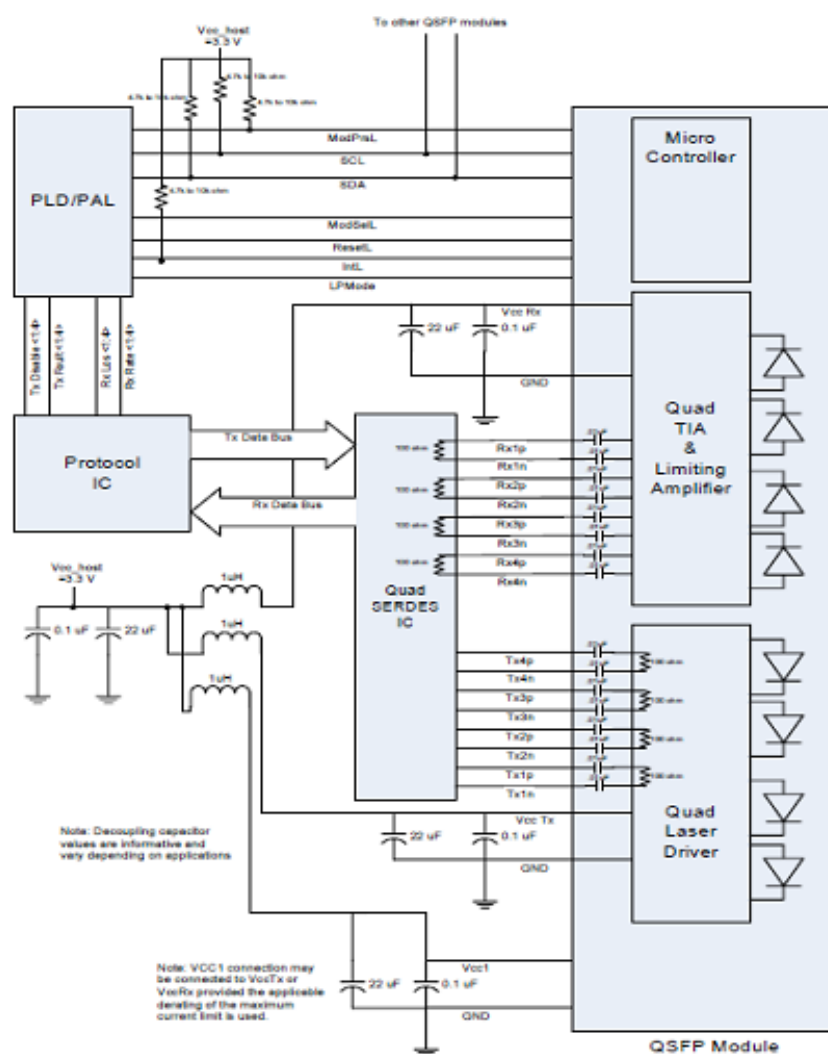 To other QSFP modules
Vcc_host
+3.3 V
4.7k to 10k ohm
4.7k to 10k ohm
4.7k to 10k ohm
4.7k to 10k ohm
PLD/PAL
ModPrsL
SCL
SDA
ModSelL
ResetL
IntL
LPMode
Micro
Controller
Tx Disable <1:4>
Tx Fault <1:4>
Rx Los <1:4>
Rx Rate <1:4>
Vcc Rx
22 uF
0.1 uF
GND
Quad
TIA
&
Limiting
Amplifier
Protocol
IC
Tx Data Bus
Rx Data Bus
100 ohm
100 ohm
100 ohm
100 ohm
Rx1p
Rx1n
Rx2p
Rx2n
Rx3p
Rx3n
Rx4p
Rx4n
Quad
SERDES
IC
Vcc_host
+3.3 V
0.1 uF
22 uF
1uH
1uH
1uH
Tx4p
Tx4n
Tx3p
Tx3n
Tx2p
Tx2n
Tx1p
Tx1n
100 ohm
100 ohm
100 ohm
100 ohm
Quad
Laser
Driver
Vcc Tx
22 uF
0.1 uF
GND
Note: Decoupling capacitor
values are informative and
vary depending on applications
Note: VCC1 connection may
be connected to VccTx or
VccRx provided the applicable
derating of the maximum
current limit is used.
Vcc1
22 uF
0.1 uF
GND
QSFP Module